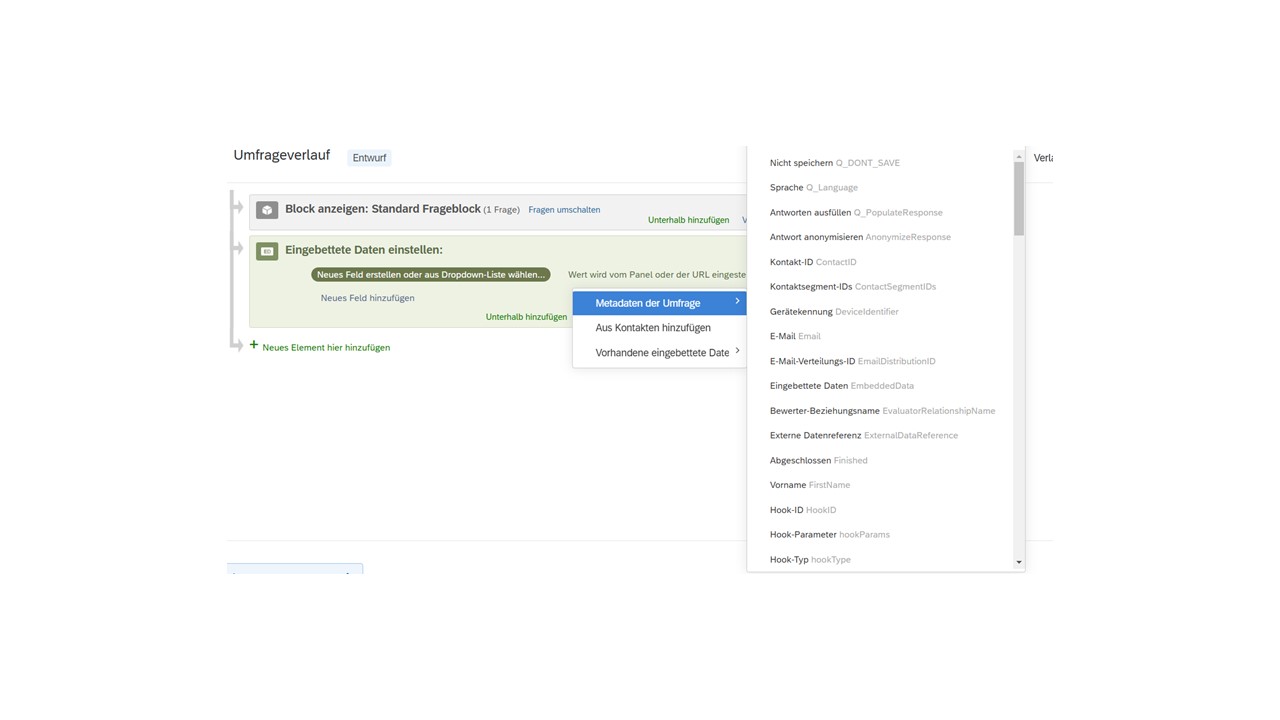 Umfrageverlauf
Entwurf
Block anzeigen: Standard Frageblock (1 Frage) Fragen umschalten
Unterhalb hinzufügen
Eingebettete Daten einstellen:
Neues Feld erstellen oder aus Dropdown-Liste wählen...
Wert wird vom Panel oder der URL
Neues Feld hinzufügen
Unterhalb hinzufügen
Neues Element hier hinzufügen
Metadaten der Umfrage
Aus Kontakten hinzufügen
Vorhandene eingebettete Date
Nicht speichern Q_DONT_SAVE
Sprache Q_Language
Antworten ausfüllen Q_PopulateResponse
Antwort anonymisieren AnonymizeResponse
Kontakt-ID ContactID
Kontaktsegment-IDs ContactSegmentIDs
Gerätekennung DeviceIdentifier
E-Mail Email
E-Mail-Verteilungs-ID EmailDistributionID
Eingebettete Daten EmbeddedData
Bewerter-Beziehungsname EvaluatorRelationshipName
Externe Datenreferenz ExternalDataReference
Abgeschlossen Finished
Vorname FirstName
Hook-ID HookID
Hook-Parameter hookParams
Hook-Typ hookType